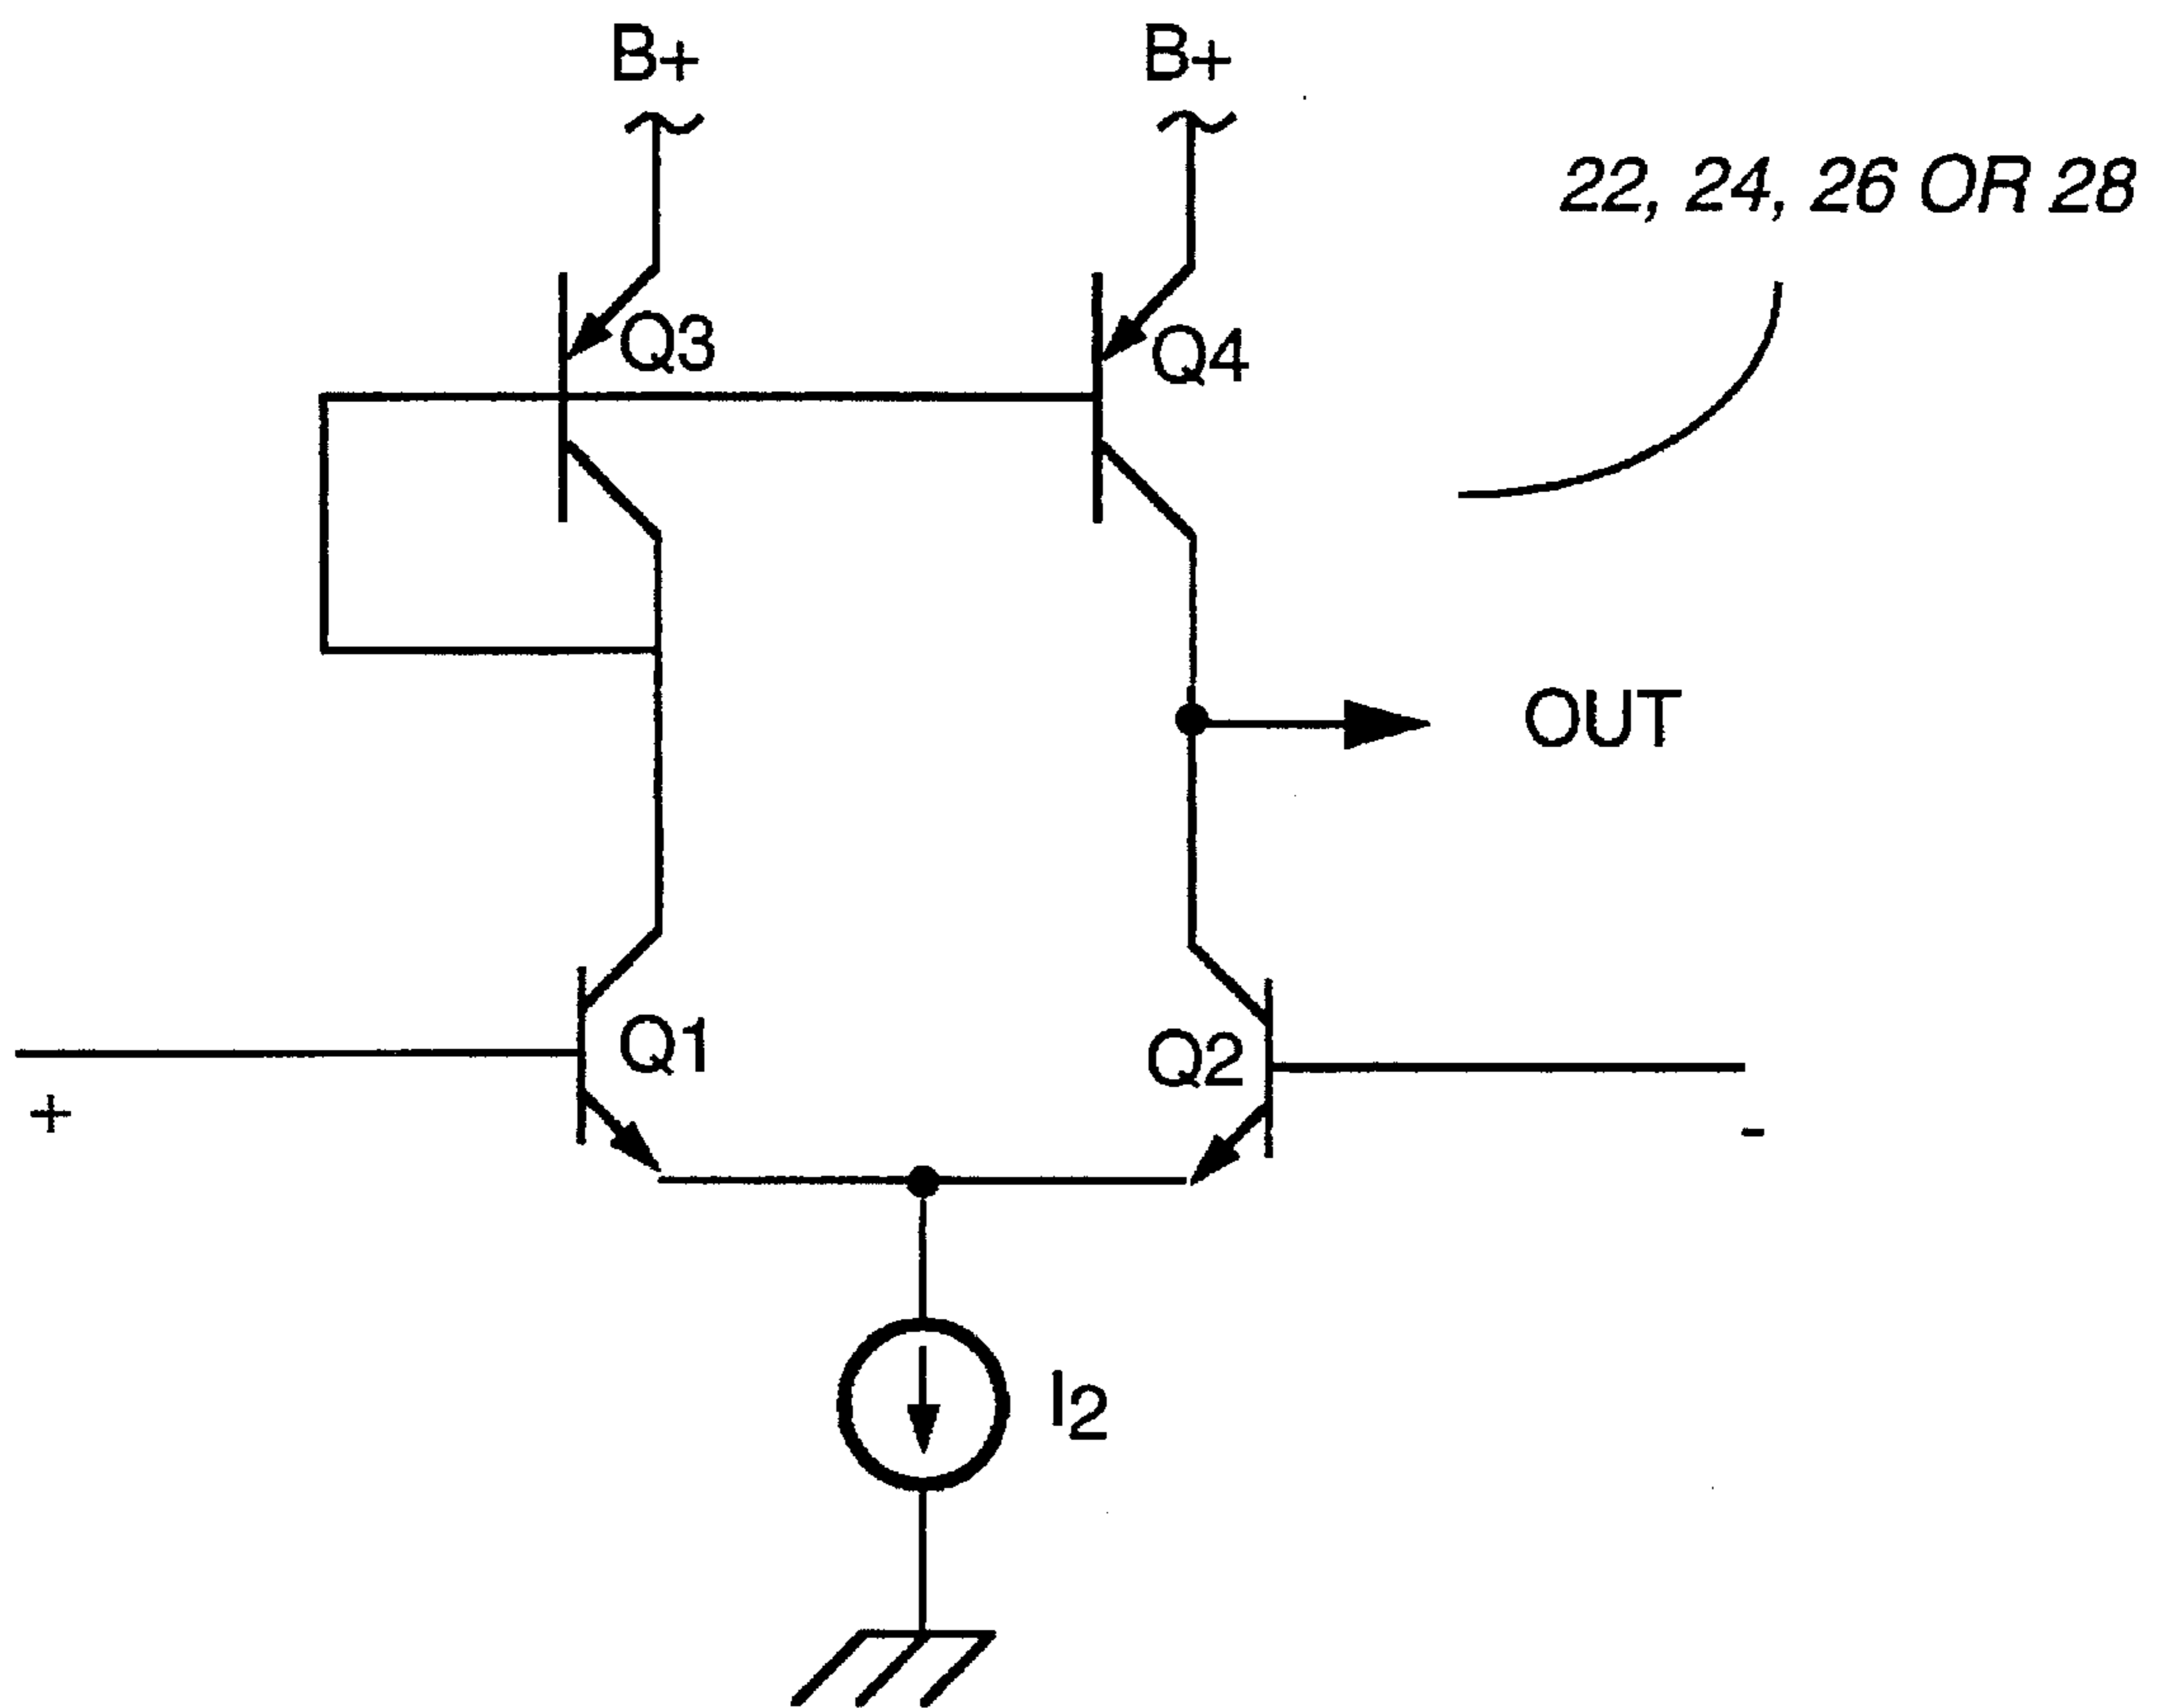 B+
B+
22, 24, 26 OR 28
Q3
Q4
OUT
Q1
Q2
+
-
I2